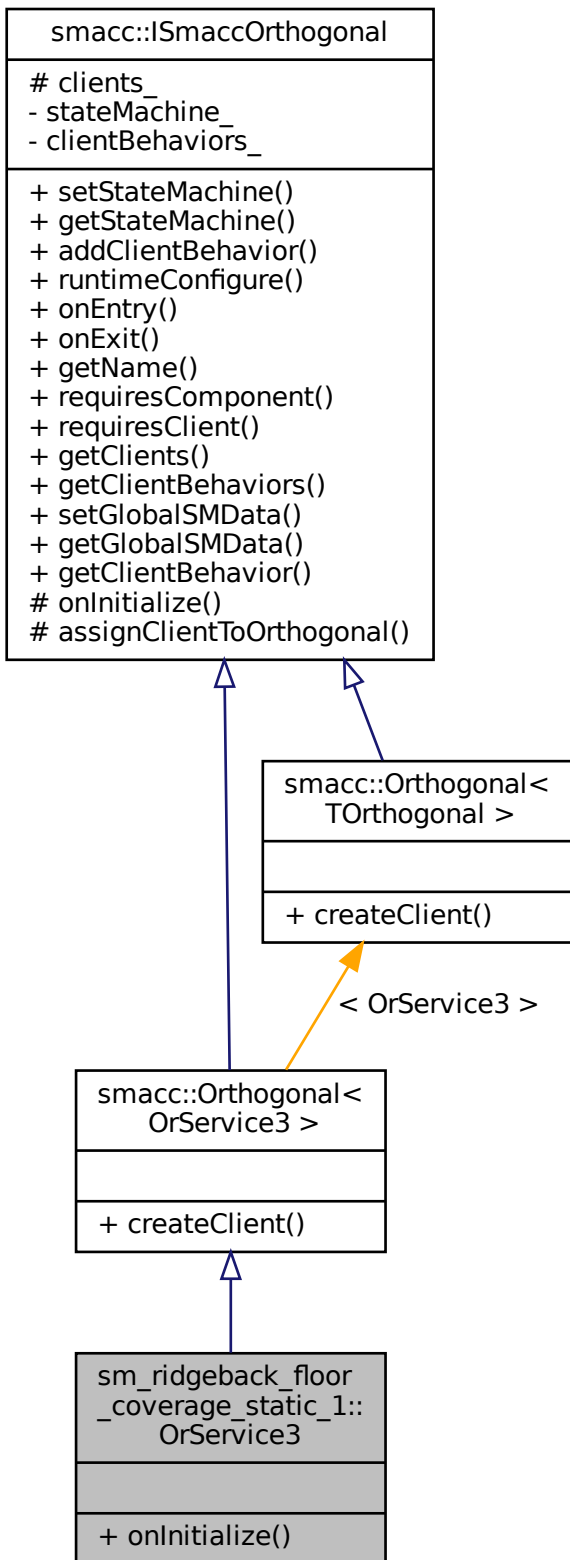 smacc::ISmaccOrthogonal
# clients_
- stateMachine_
- clientBehaviors_
+ setStateMachine()
+ getStateMachine()
+ addClientBehavior()
+ runtimeConfigure()
+ onEntry()
+ onExit()
+ getName()
+ requiresComponent()
+ requiresClient()
+ getClients()
+ getClientBehaviors()
+ setGlobalSMData()
+ getGlobalSMData()
+ getClientBehavior()
# onInitialize()
# assignClientToOrthogonal()
smacc::Orthogonal<
TOrthogonal >
+ createClient()
< OrService3 >
smacc::Orthogonal<
OrService3 >
+ createClient()
sm_ridgeback_floor
_coverage_static_1::
OrService3
+ onInitialize()